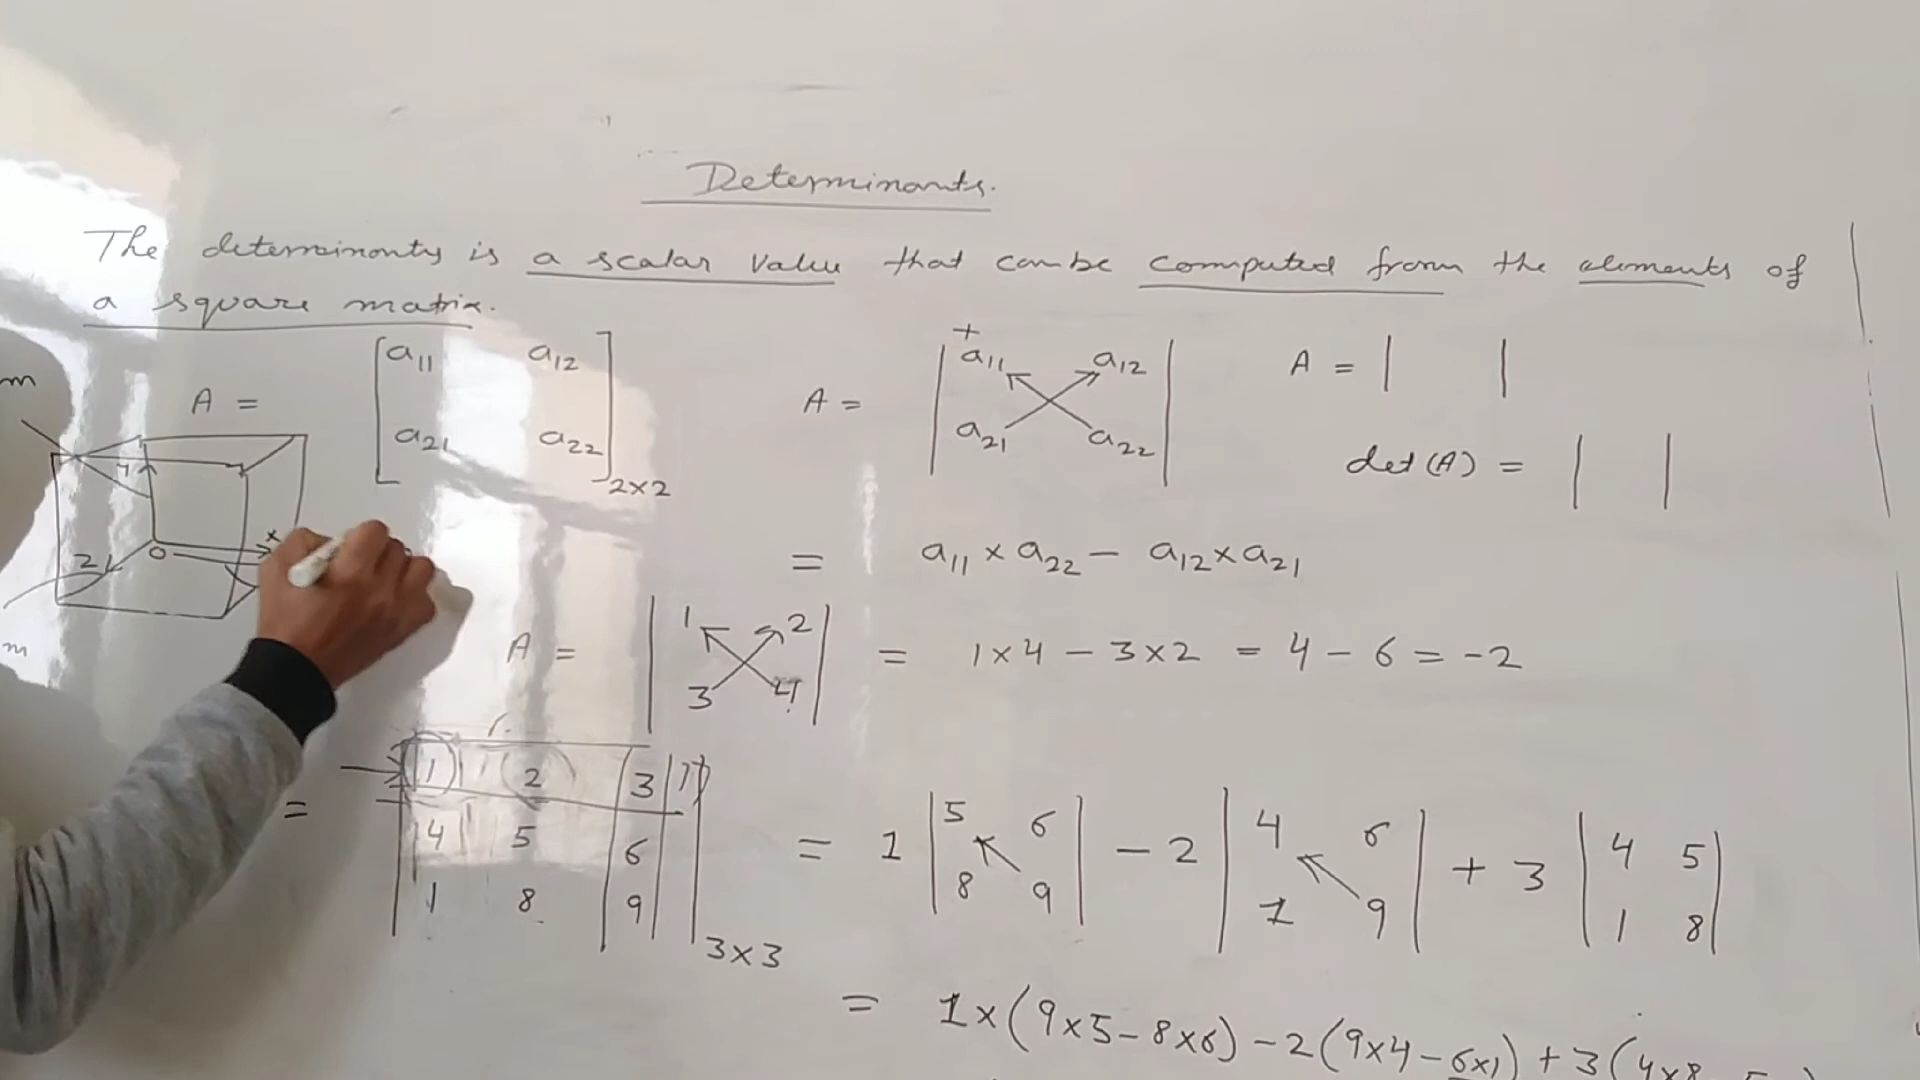 Determinants.
The determinants is a scalar value that can be computed from the elements of
a square matrix.
A = [ a11 a12
a21 a22 ] 2×2
A = | + a11 a12
a21 a22 |
A = | |
det(A) = | |
= a11 × a22 − a12 × a21
A = | 1 2
3 4 | = 1×4 − 3×2 = 4 − 6 = −2
= | 1 2 3
4 5 6
1 8 9 | 3×3
= 1 | 5 6
8 9 | − 2 | 4 6
1 9 | + 3 | 4 5
1 8 |
= 1×(9×5−8×6) −2(9×4−6×1) +3(4×8
m
Y
x
O
Z
m